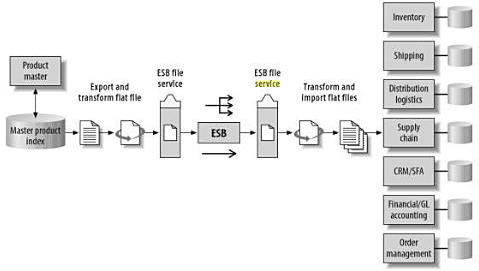 Product
master
Master product
index
Export and
transform flat file
ESB file
service
ESB
ESB file
service
Transform and
import flat files
Inventory
Shipping
Distribution
logistics
Supply
chain
CRM/SFA
Financial/GL
accounting
Order
management